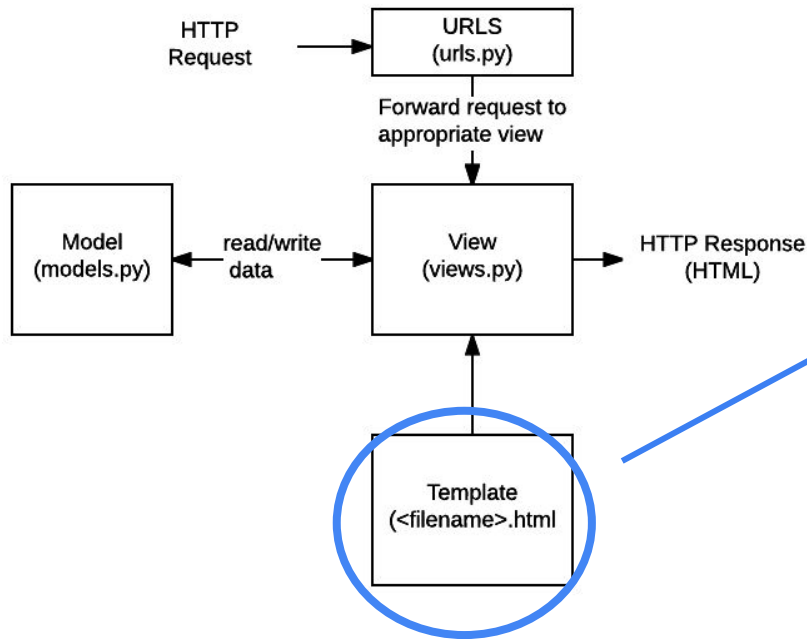 HTTP
Request
URLS
(urls.py)
Forward request to
appropriate view
Model
(models.py)
read/write
data
View
(views.py)
HTTP Response
(HTML)
Template
(<filename>.html